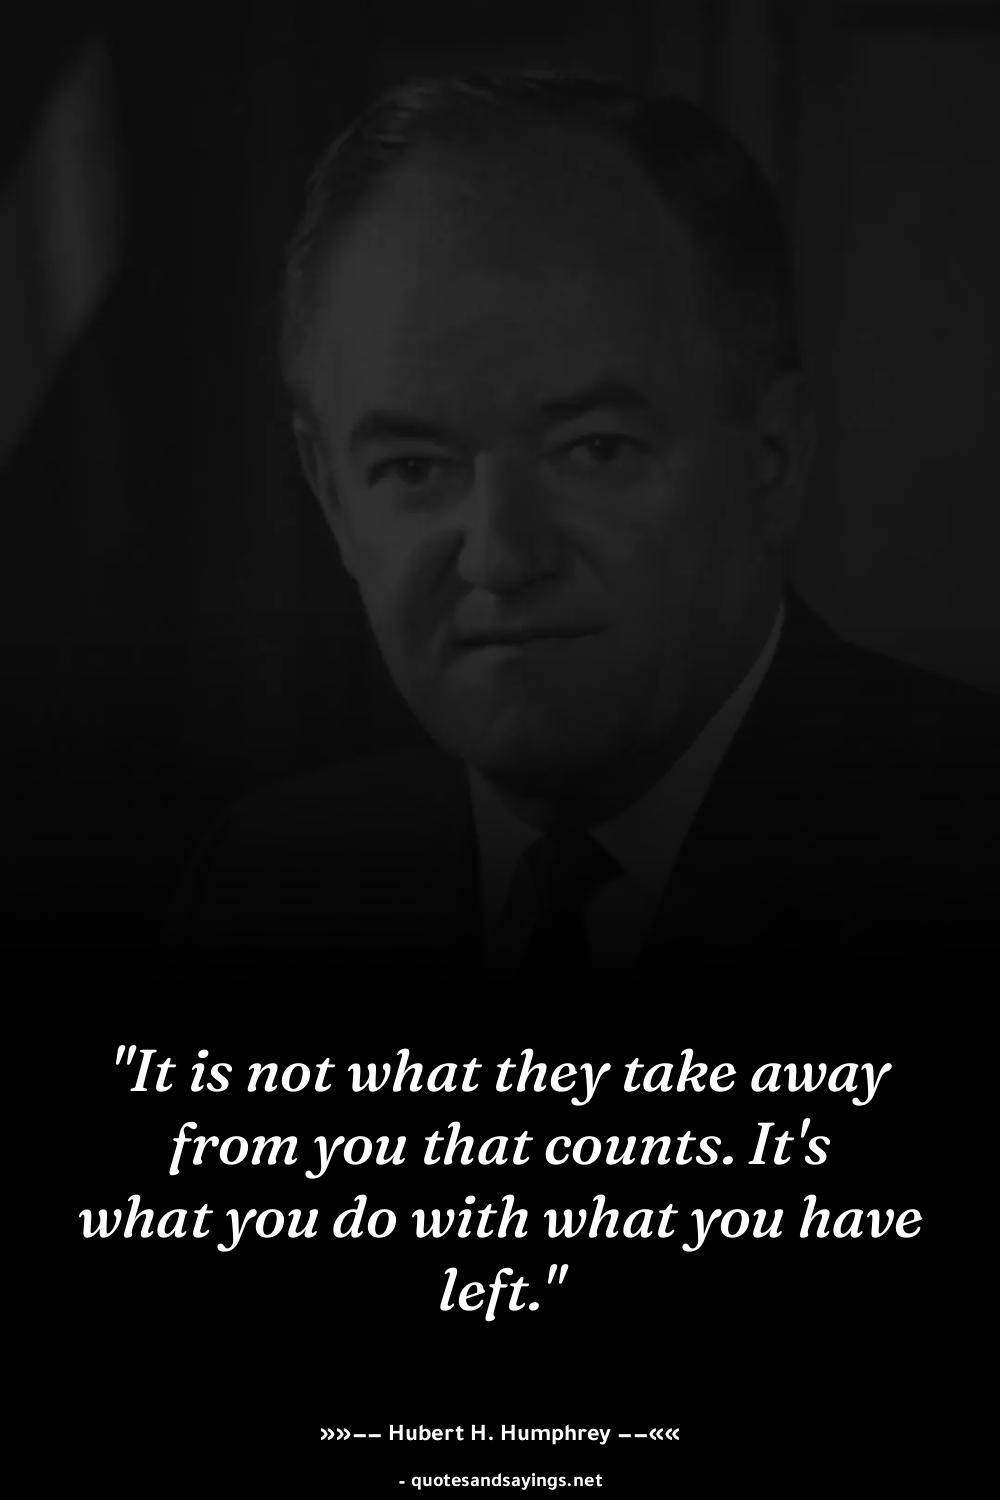 "It is not what they take away
from you that counts. It's
what you do with what you have
left."
»»–– Hubert H. Humphrey ––««
- quotesandsayings.net